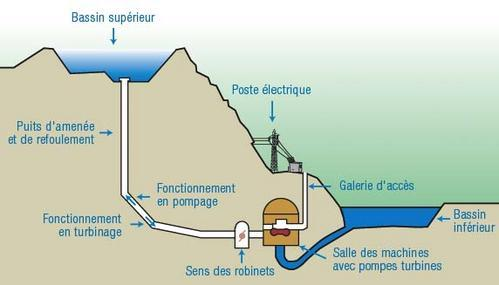 Bassin supérieur
Poste électrique
Puits d'amenée
et de refoulement
Fonctionnement
en pompage
Galerie d'accès
Fonctionnement
en turbinage
Bassin
inférieur
Salle des machines
avec pompes turbines
Sens des robinets